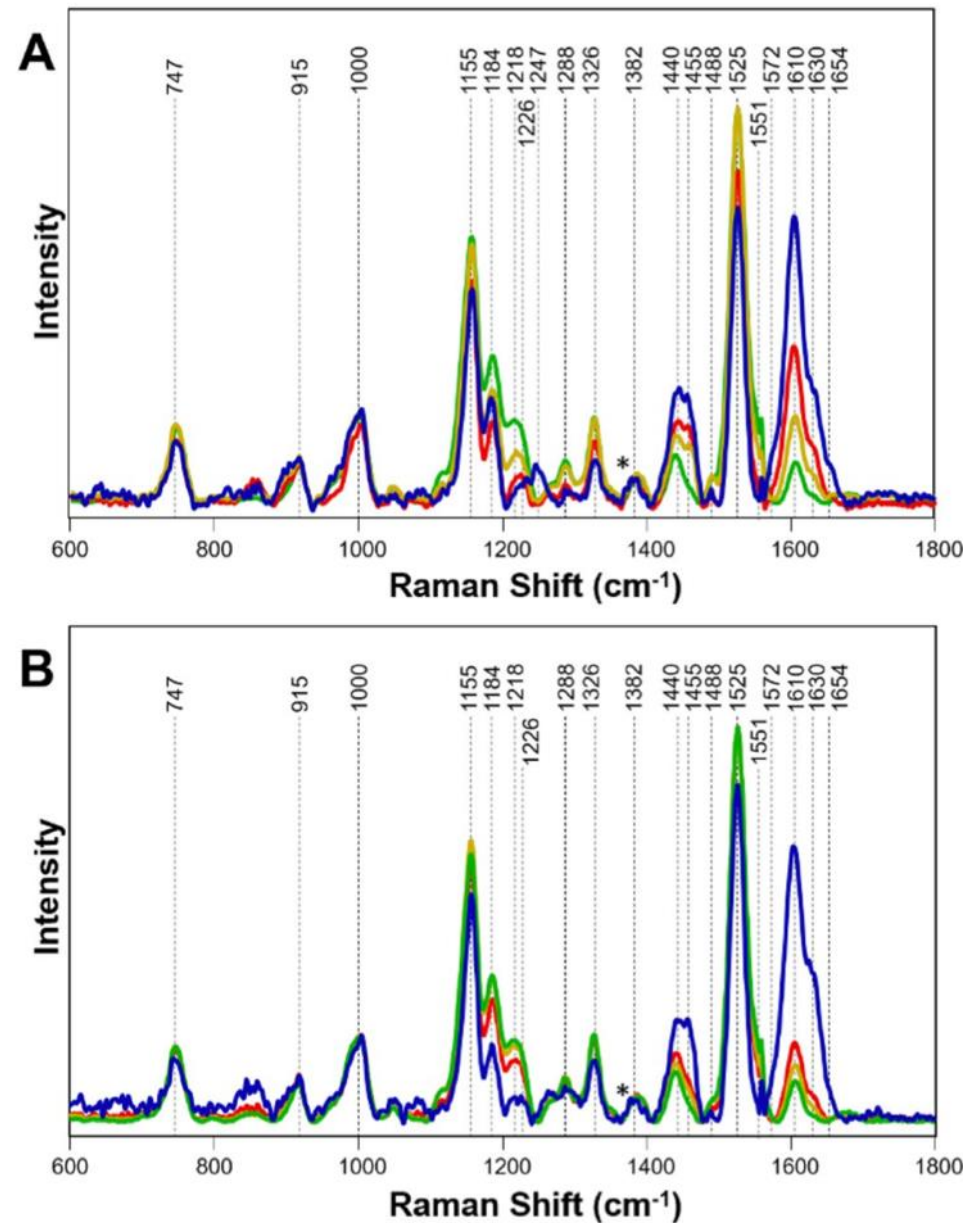 A
747 915 1000 1155 1184 1218 1226 1247 1288 1326 1382 1440 1455 1488 1525 1551 1572 1610 1630 1654
Intensity
*
600 800 1000 1200 1400 1600 1800
Raman Shift (cm-1)
B
747 915 1000 1155 1184 1218 1226 1288 1326 1382 1440 1455 1488 1525 1551 1572 1610 1630 1654
Intensity
*
600 800 1000 1200 1400 1600 1800
Raman Shift (cm-1)